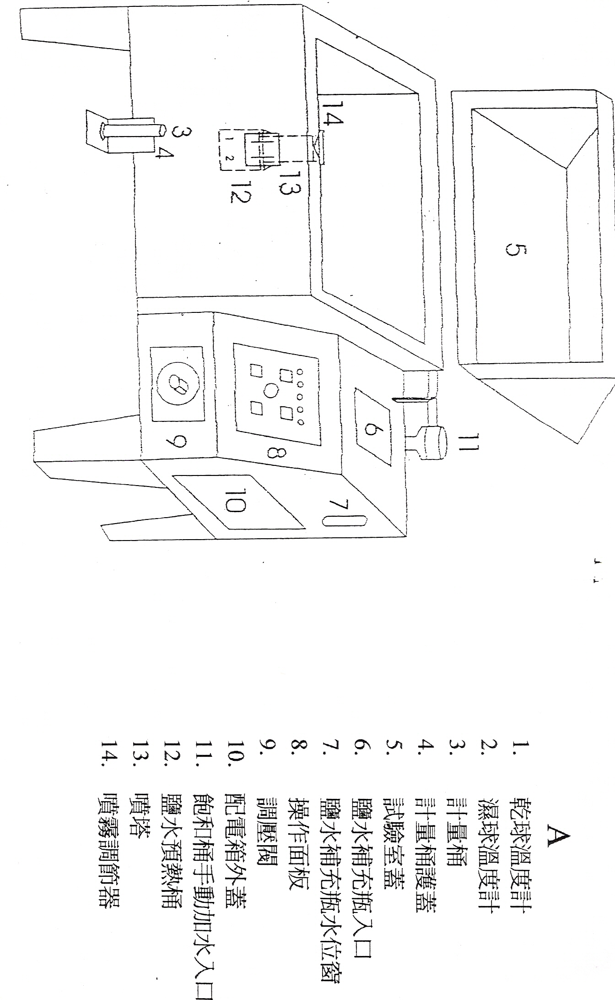 A
1. 乾球溫度計
2. 濕球溫度計
3. 計量桶
4. 計量桶護蓋
5. 試驗室蓋
6. 鹽水補充瓶入口
7. 鹽水補充瓶水位窗
8. 操作面板
9. 調壓閥
10. 配電箱外蓋
11. 飽和桶手動加水入口
12. 鹽水預熱桶
13. 噴塔
14. 噴霧調節器
14
3
4
1
2
13
12
5
11
6
8
9
7
10